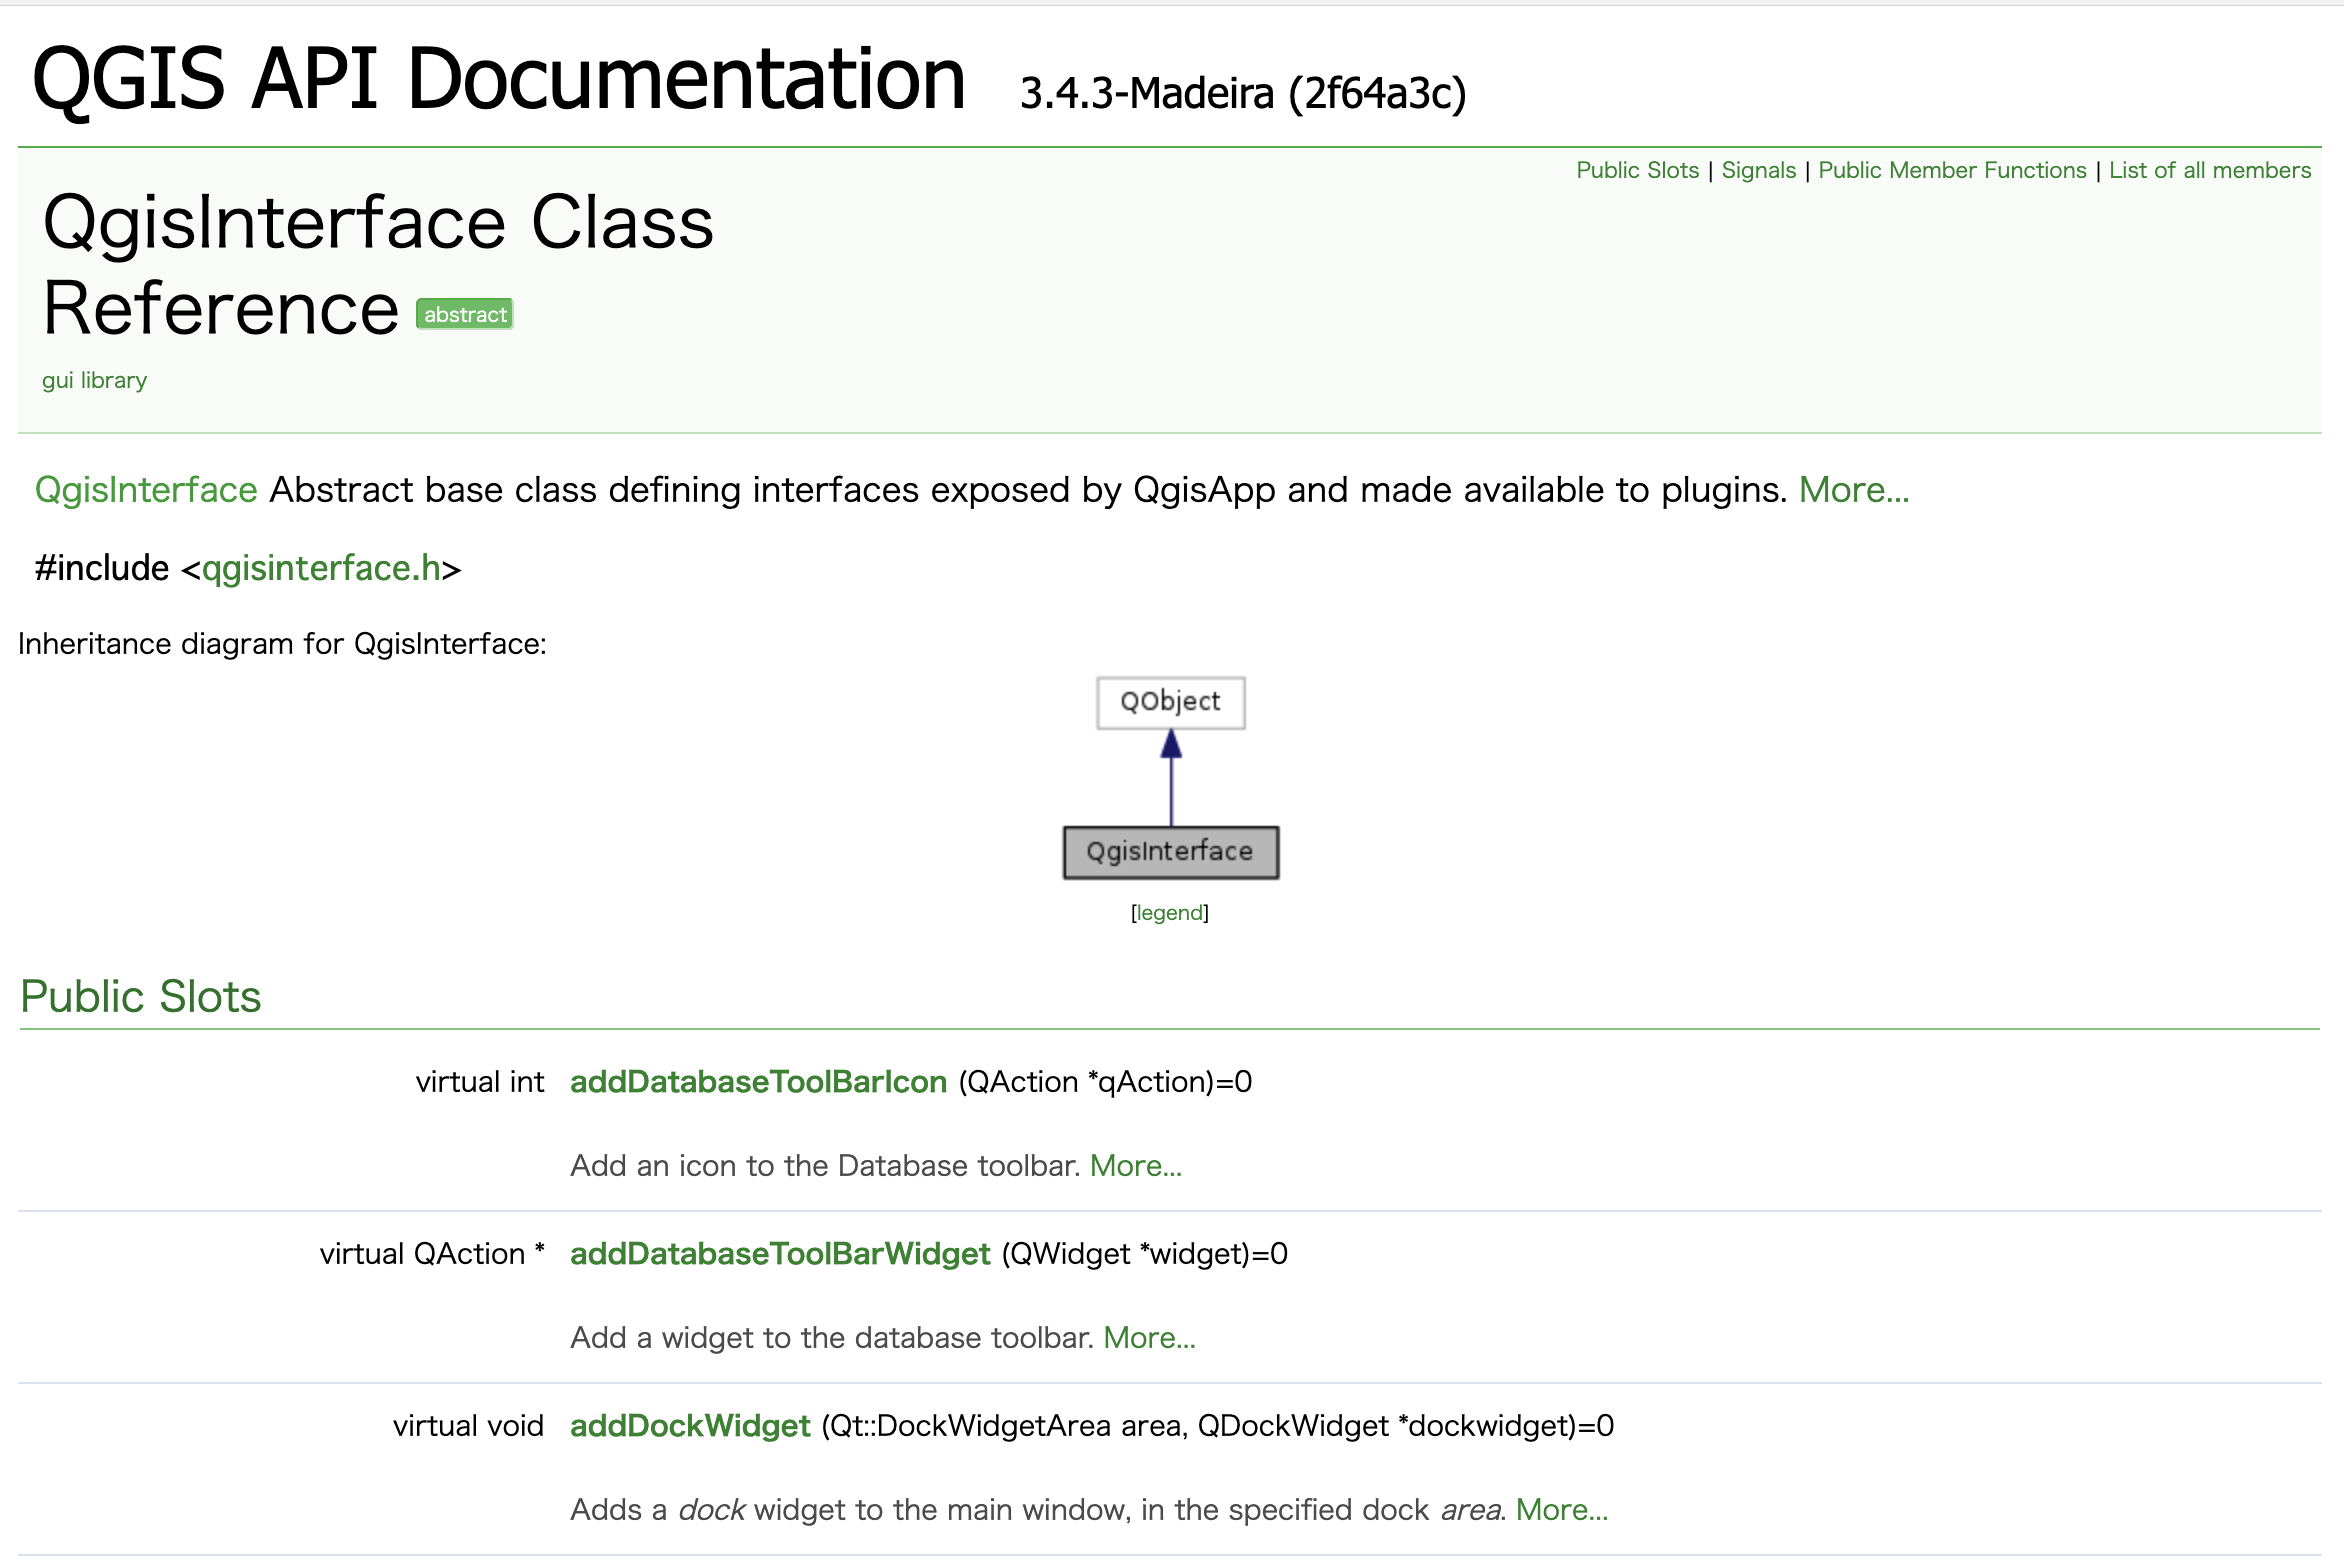 QGIS API Documentation 3.4.3-Madeira (2f64a3c)
Public Slots | Signals | Public Member Functions | List of all members
QgisInterface Class
Reference abstract
gui library
QgisInterface Abstract base class defining interfaces exposed by QgisApp and made available to plugins. More...
#include <qgisinterface.h>
Inheritance diagram for QgisInterface:
QObject
QgisInterface
[legend]
Public Slots
virtual int addDatabaseToolBarIcon (QAction *qAction)=0
Add an icon to the Database toolbar. More...
virtual QAction * addDatabaseToolBarWidget (QWidget *widget)=0
Add a widget to the database toolbar. More...
virtual void addDockWidget (Qt::DockWidgetArea area, QDockWidget *dockwidget)=0
Adds a dock widget to the main window, in the specified dock area. More...